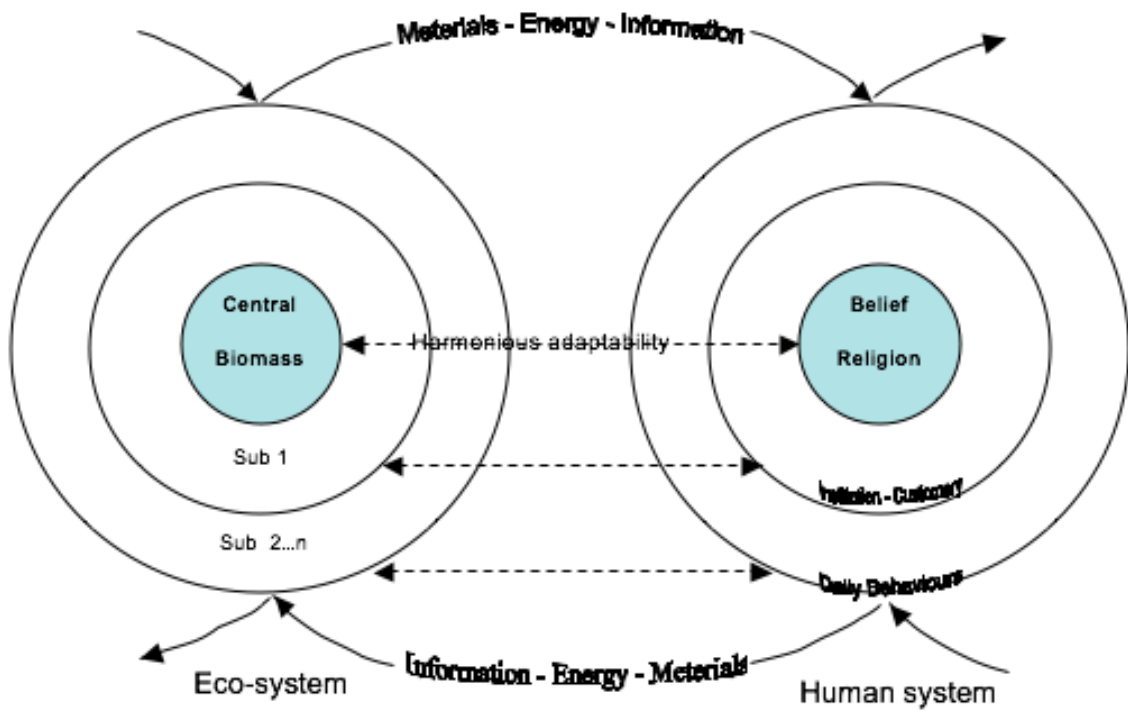 Meterials - Energy - Information
Central
Biomass
Belief
Religion
Harmonious adaptability
Sub 1
Institution - Customary
Sub 2...n
Daily Behaviours
Information - Energy - Meterials
Eco-system
Human system